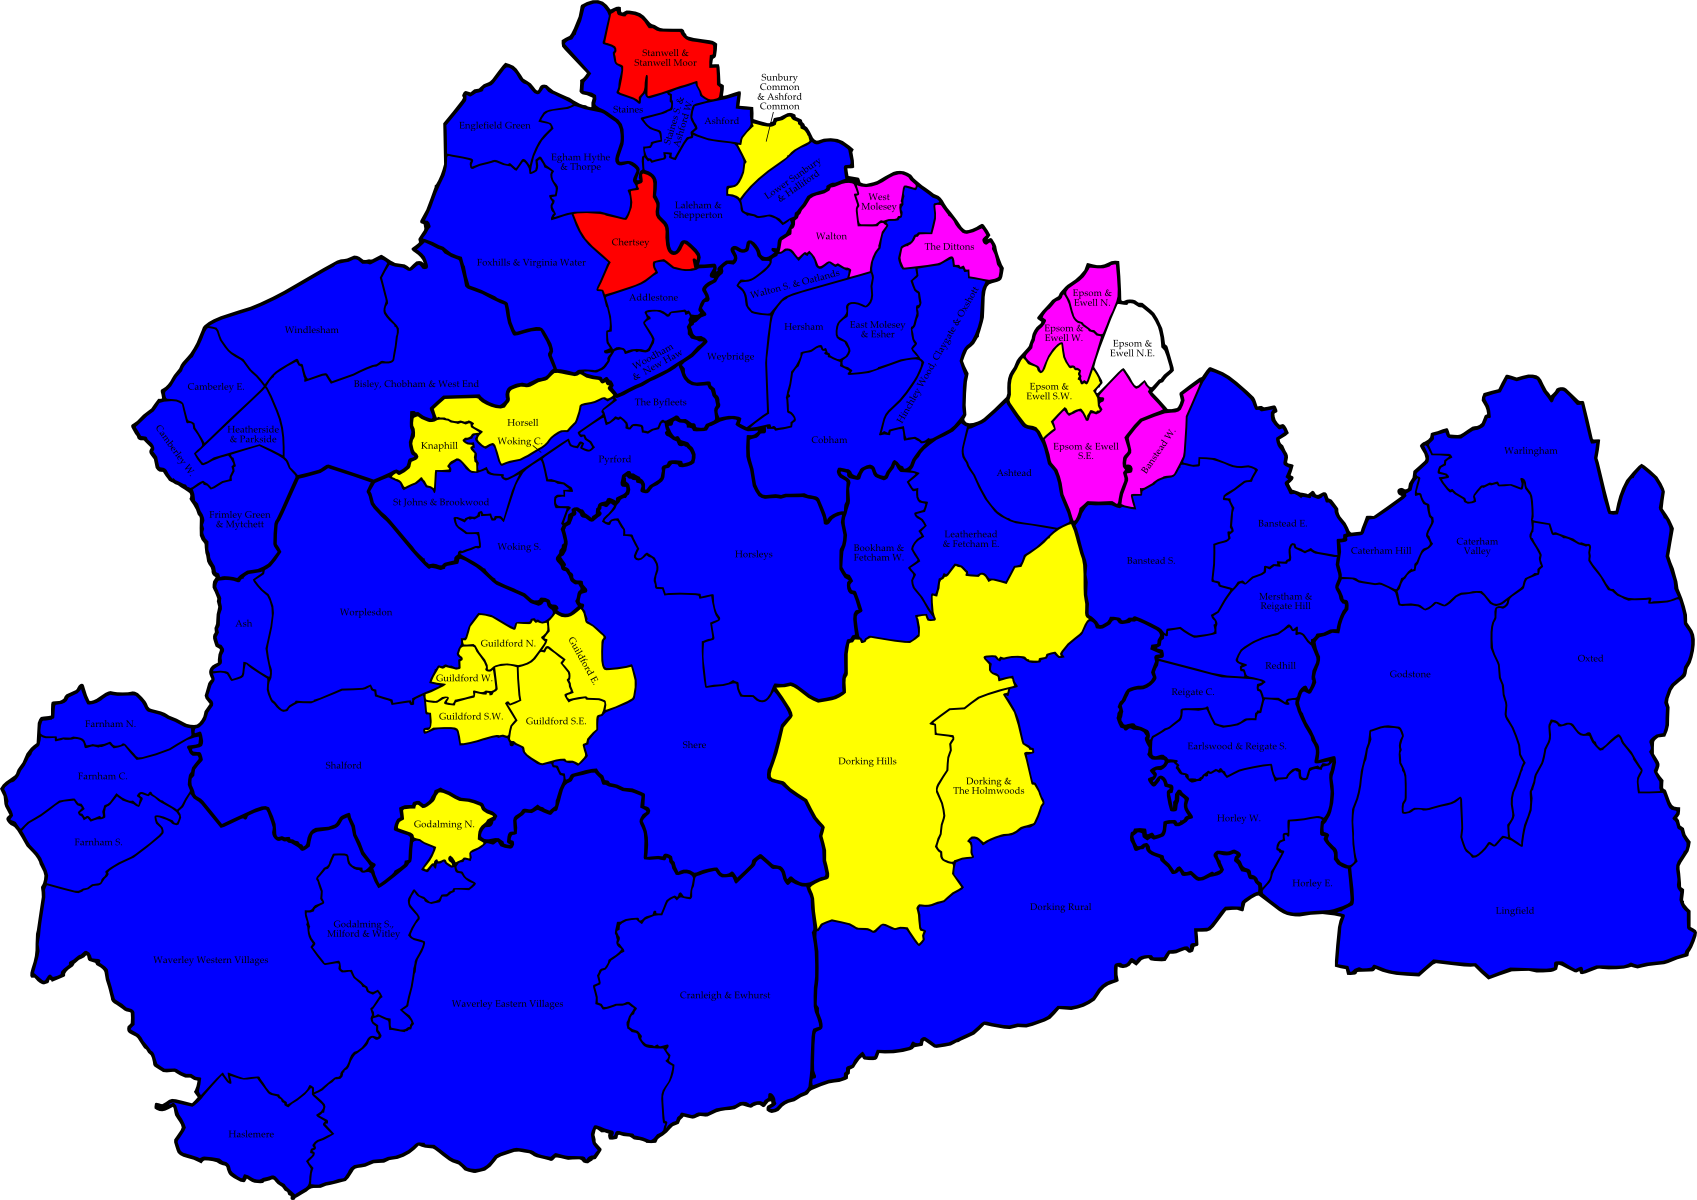 Stanwell &
Stanwell Moor
Sunbury
Common
& Ashford
Common
Staines
Ashford
Englefield Green
Egham Hythe
& Thorpe
Lower Sunbury
& Halliford
Laleham &
Shepperton
West
Molesey
Walton
The Dittons
Chertsey
Foxhills & Virginia Water
Addlestone
Walton S. & Oatlands
Hersham
East Molesey
& Esher
Hinchley Wood, Claygate & Oxshott
Epsom &
Ewell N.
Epsom &
Ewell W.
Epsom &
Ewell N.E.
Windlesham
Woodham
& New Haw
Weybridge
Camberley E.
Bisley, Chobham & West End
Epsom &
Ewell S.W.
The Byfleets
Horsell
Woking C.
Knaphill
Heatherside
& Parkside
Camberley W.
Cobham
Epsom & Ewell
S.E.
Banstead W.
Pyrford
Ashtead
Warlingham
St Johns & Brookwood
Frimley Green
& Mytchett
Woking S.
Horsleys
Bookham &
Fetcham W.
Leatherhead
& Fetcham E.
Banstead E.
Banstead S.
Caterham Hill
Caterham
Valley
Merstham &
Reigate Hill
Ash
Worplesdon
Guildford N.
Guildford E.
Guildford W.
Guildford S.W.
Guildford S.E.
Redhill
Reigate C.
Godstone
Oxted
Farnham N.
Shere
Earlswood & Reigate S.
Shalford
Dorking Hills
Farnham C.
Dorking &
The Holmwoods
Godalming N.
Horley W.
Farnham S.
Horley E.
Godalming S.,
Milford & Witley
Dorking Rural
Lingfield
Waverley Western Villages
Waverley Eastern Villages
Cranleigh & Ewhurst
Haslemere